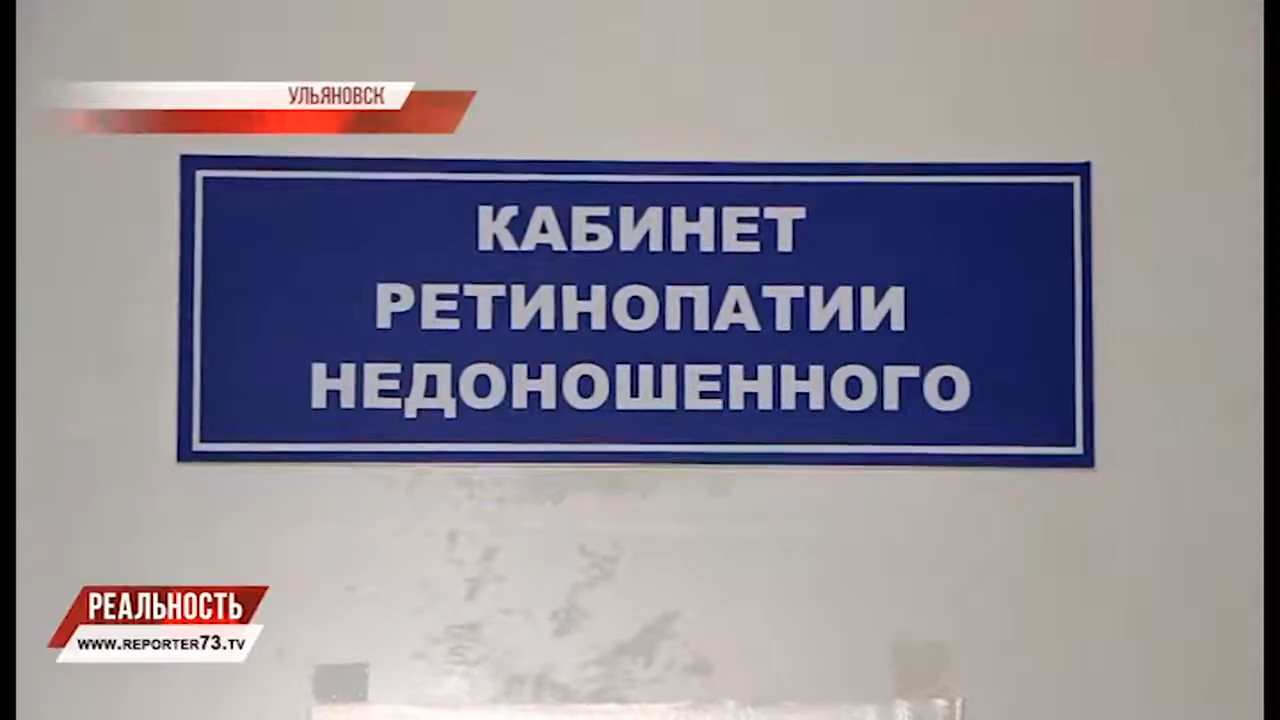 УЛЬЯНОВСК
КАБИНЕТ
РЕТИНОПАТИИ
НЕДОНОШЕННОГО
РЕАЛЬНОСТЬ
WWW.REPORTER73.TV